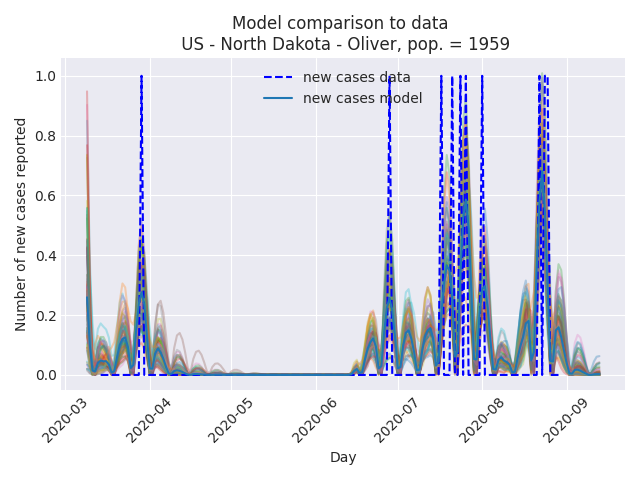 Model comparison to data
US - North Dakota - Oliver, pop. = 1959
new cases data
new cases model
Number of new cases reported
1.0
0.8
0.6
0.4
0.2
0.0
2020-03
2020-04
2020-05
2020-06
2020-07
2020-08
2020-09
Day